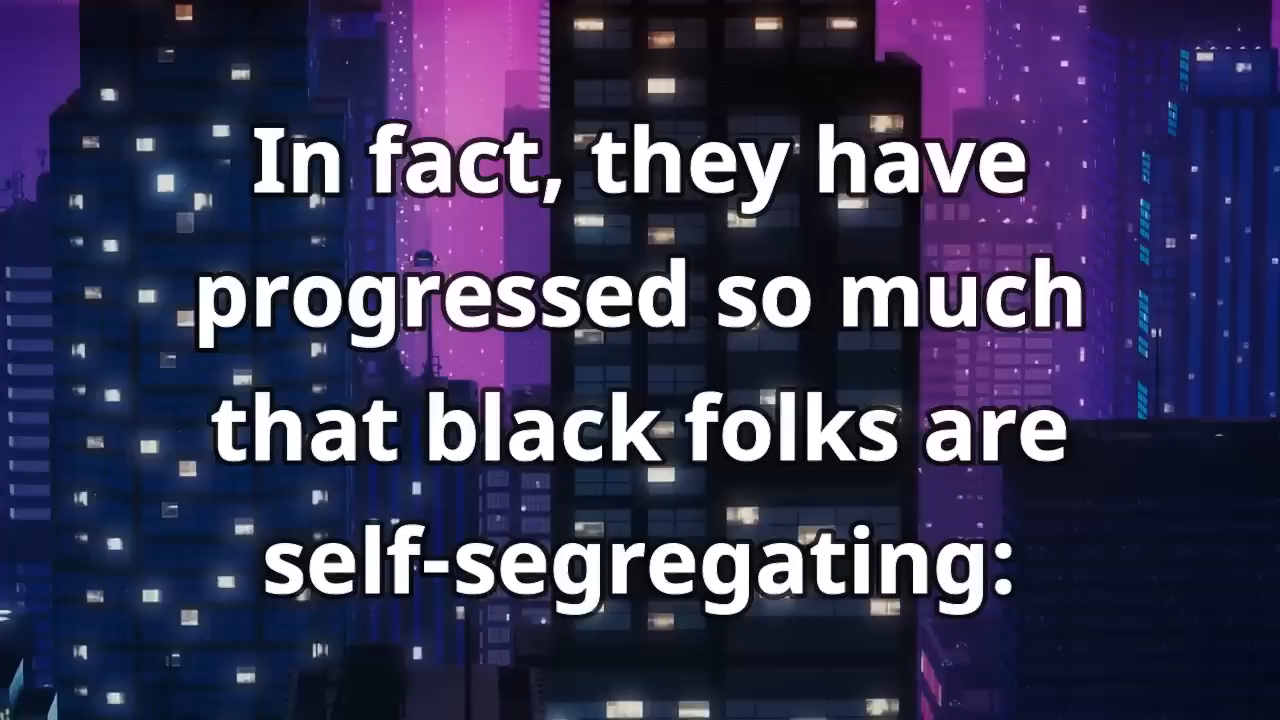 In fact, they have
progressed so much
that black folks are
self-segregating: